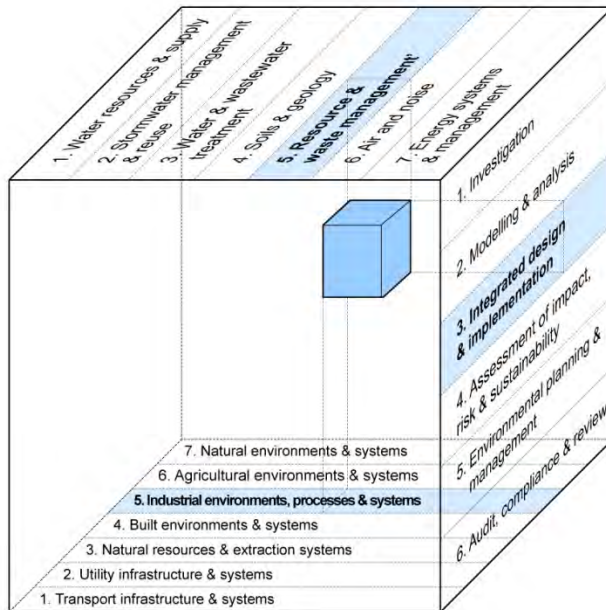 1. Water resources & supply
2. Stormwater management
& reuse
3. Water & wastewater
treatment
4. Soils & geology
5. Resource &
waste management'
6. Air and noise
7. Energy systems
& management
1. Investigation
2. Modelling & analysis
3. Integrated design
& implementation
4. Assessment of impact,
risk & sustainability
5. Environmental planning &
management
6. Audit, compliance & review
7. Natural environments & systems
6. Agricultural environments & systems
5. Industrial environments, processes & systems
4. Built environments & systems
3. Natural resources & extraction systems
2. Utility infrastructure & systems
1. Transport infrastructure & systems